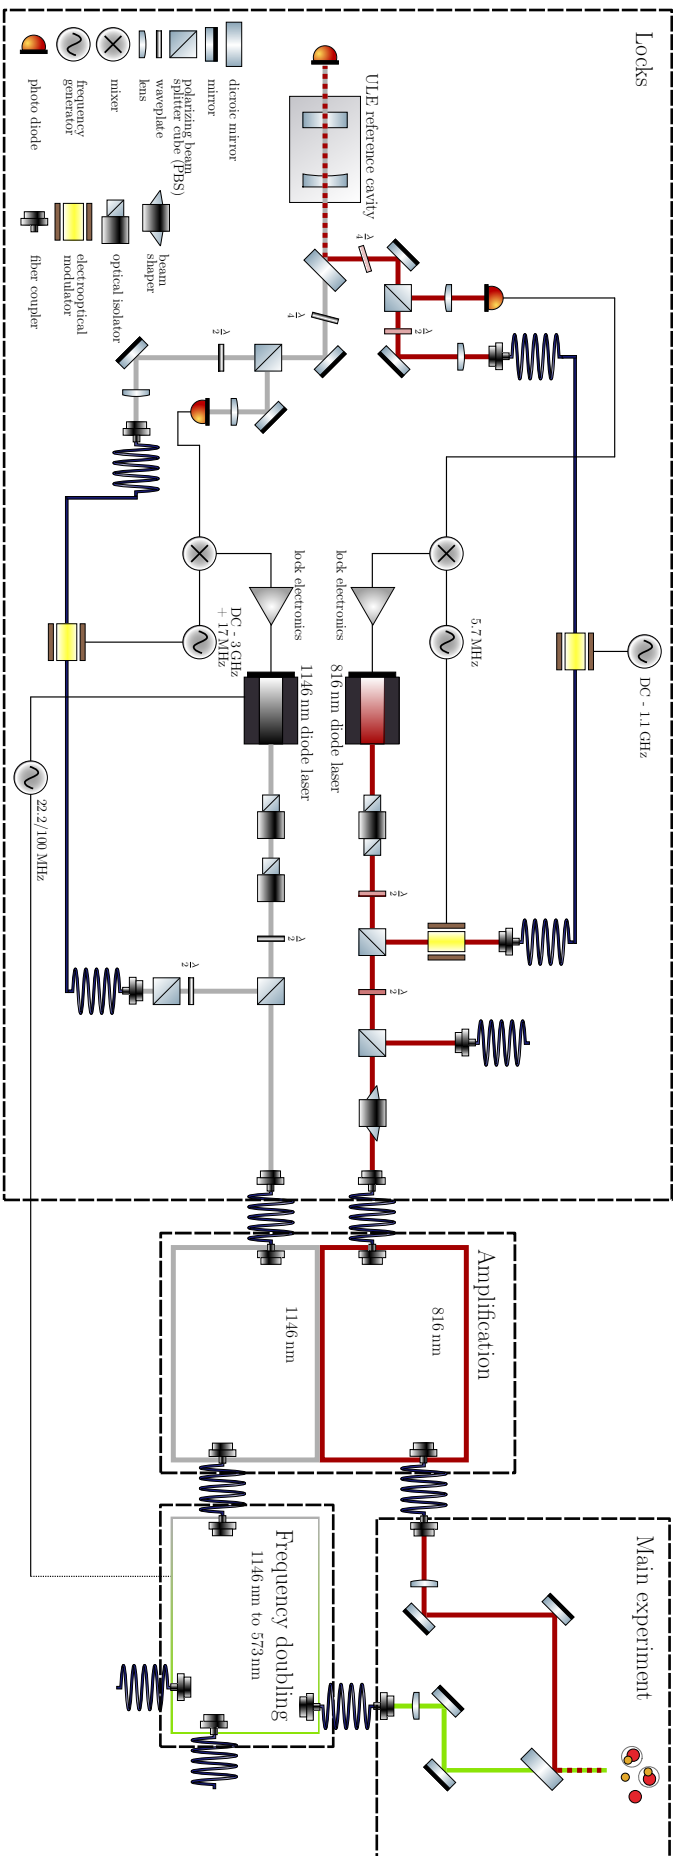 Locks
ULE reference cavity
λ/4
λ/2
λ/4
λ/2
dicroic mirror
mirror
polarizing beam
splitter cube (PBS)
waveplate
lens
mixer
frequency
generator
photo diode
beam
shaper
optical isolator
electrooptical
modulator
fiber coupler
DC - 1.1 GHz
5.7 MHz
lock electronics
lock electronics
DC - 3 GHz
+ 17 MHz
816 nm diode laser
1146 nm diode laser
22.2/100 MHz
λ/2
λ/2
λ/2
λ/2
Amplification
816 nm
1146 nm
Frequency doubling
1146 nm to 573nm
Main experiment